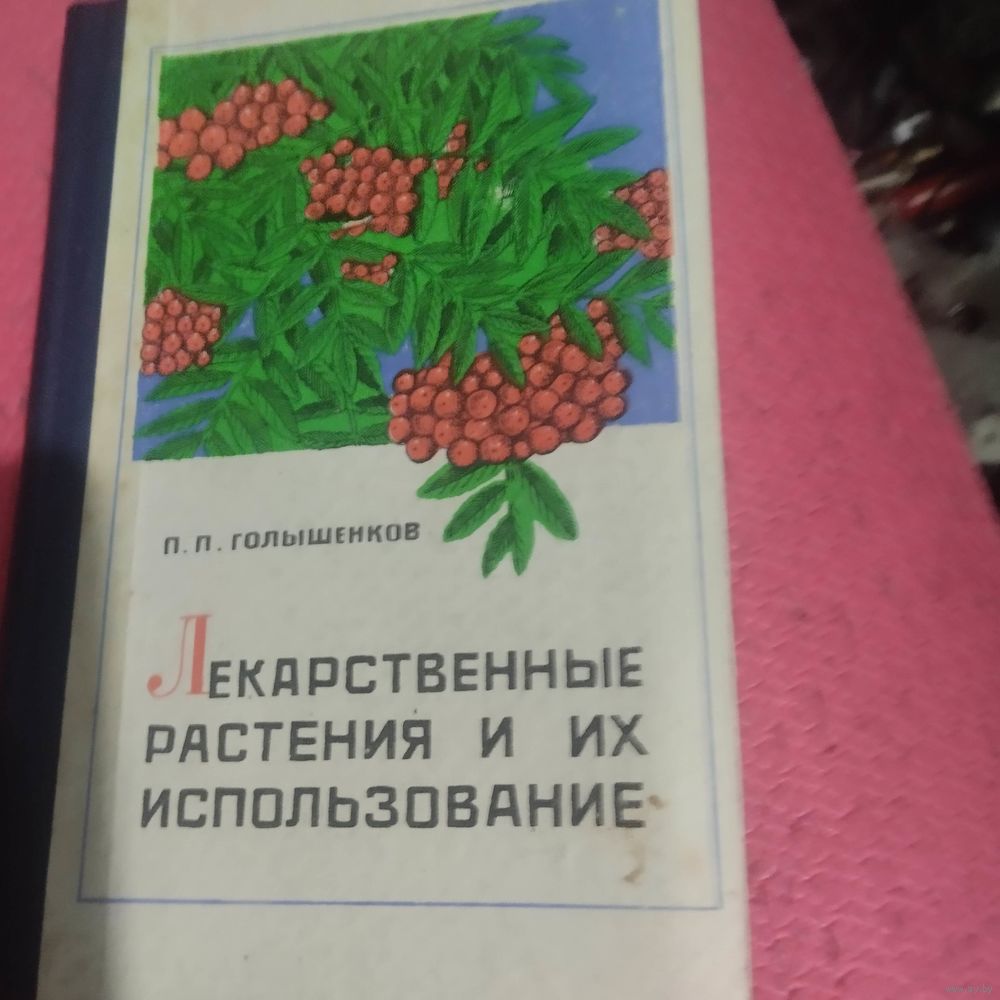 П. П. ГОЛЫШЕНКОВ
ЛЕКАРСТВЕННЫЕ
РАСТЕНИЯ И ИХ
ИСПОЛЬЗОВАНИЕ